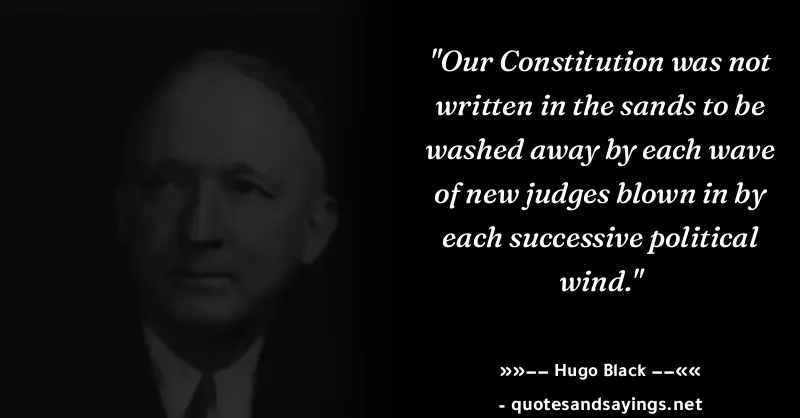 "Our Constitution was not
written in the sands to be
washed away by each wave
of new judges blown in by
each successive political
wind."
»»–– Hugo Black ––««
- quotesandsayings.net